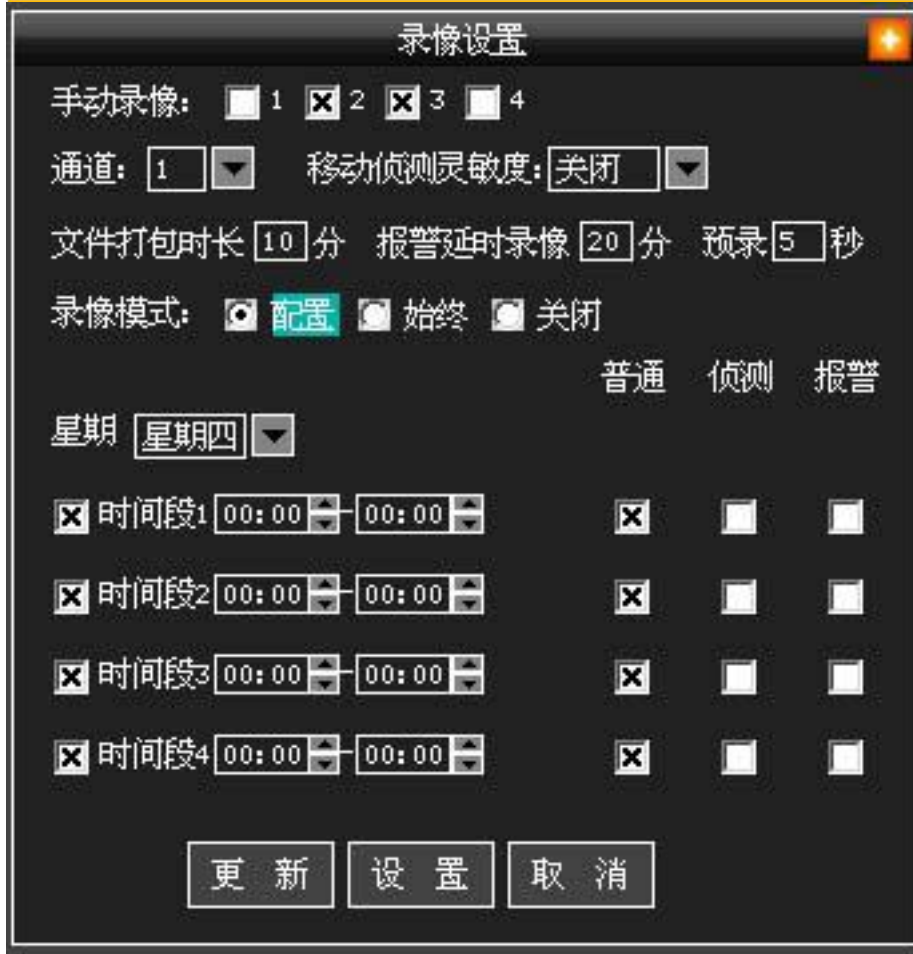 录像设置
手动录像: 1 2 3 4
通道: 1 移动侦测灵敏度: 关闭
文件打包时长 10 分 报警延时录像 20 分 预录 5 秒
录像模式: 配置 始终 关闭
普通 侦测 报警
星期 星期四
时间段1 00:00-00:00
时间段2 00:00-00:00
时间段3 00:00-00:00
时间段4 00:00-00:00
更新 设置 取消